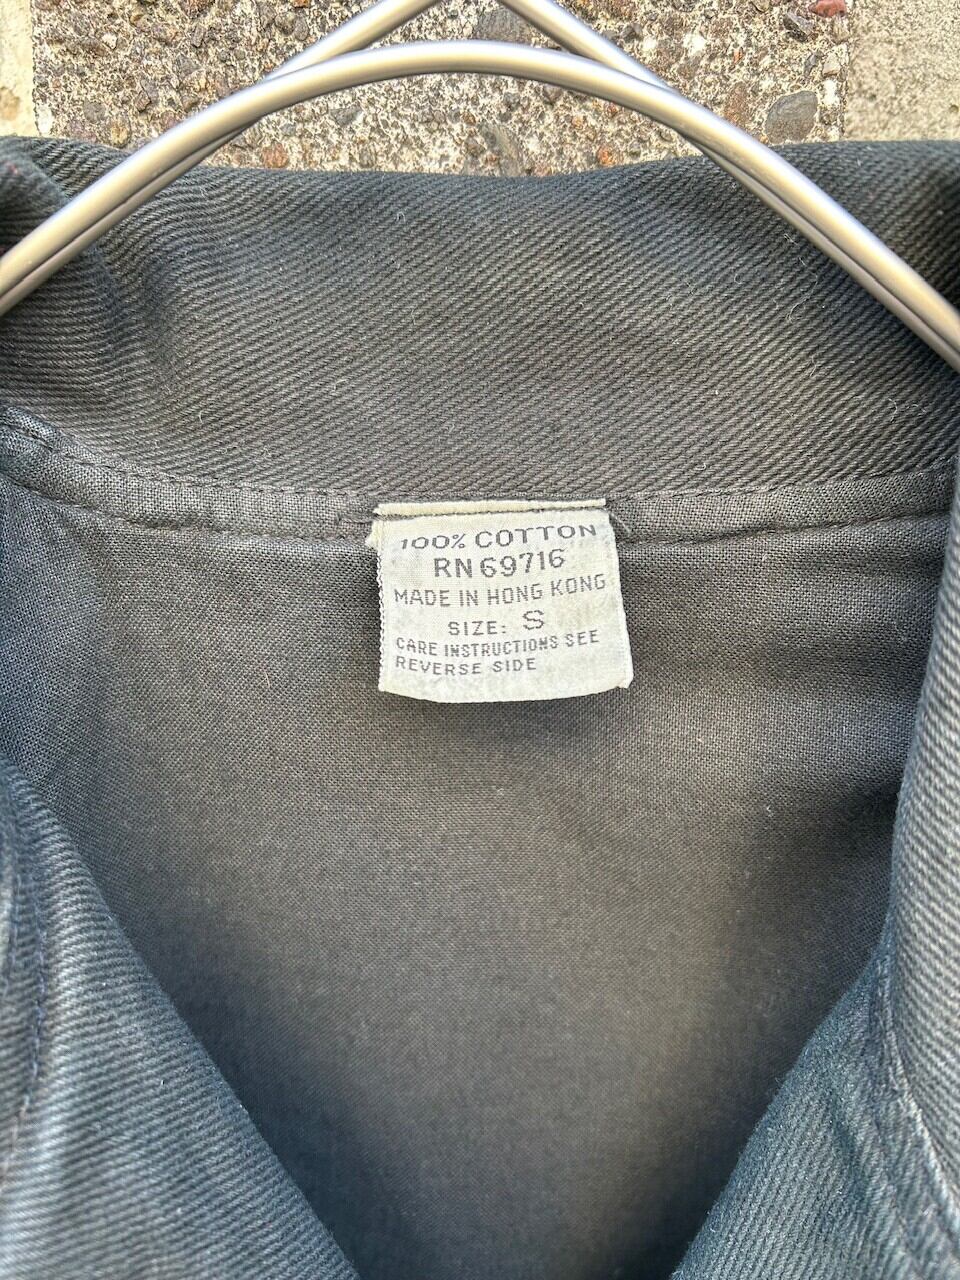 100% COTTON
RN 69716
MADE IN HONG KONG
SIZE: S
CARE INSTRUCTIONS SEE
REVERSE SIDE